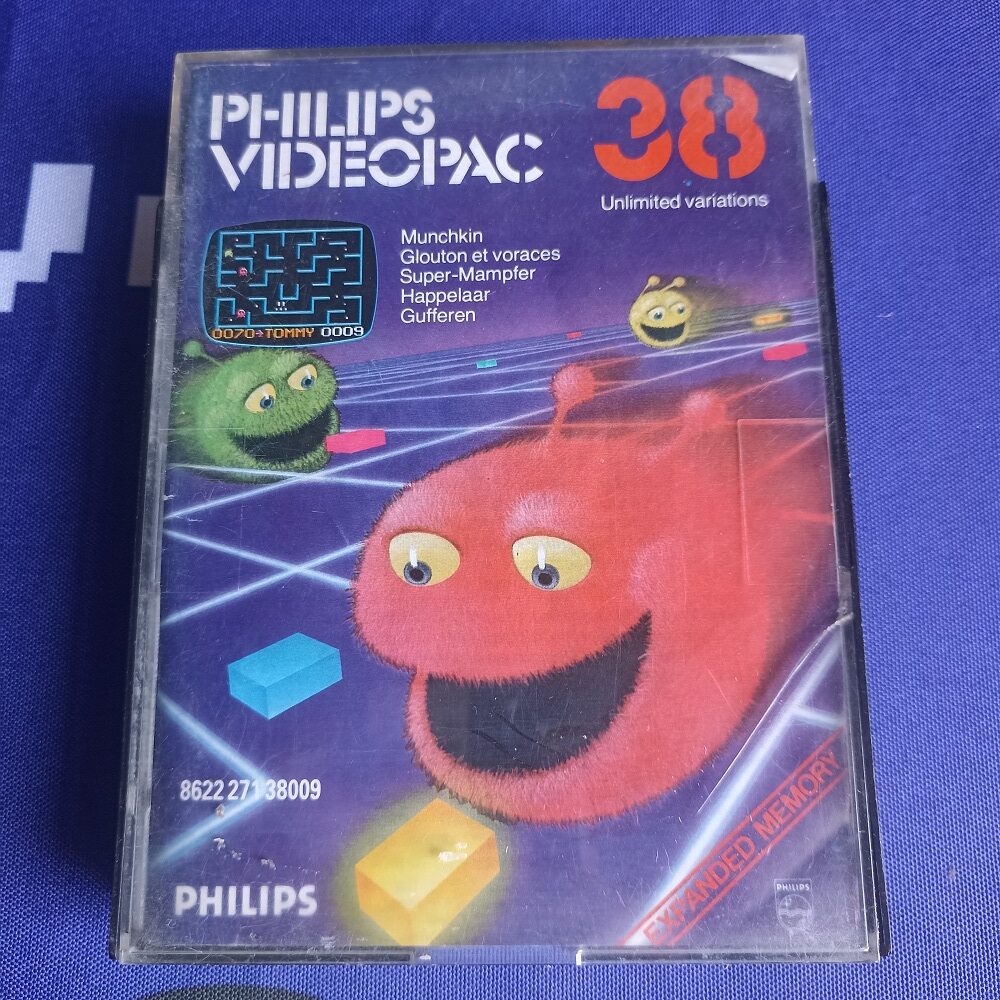 PHILIPS
VIDEOPAC
38
Unlimited variations
Munchkin
Glouton et voraces
Super-Mampfer
Happelaar
Gufferen
0070→TOMMY 0009
8622 271 38009
EXPANDED MEMORY
PHILIPS
PHILIPS